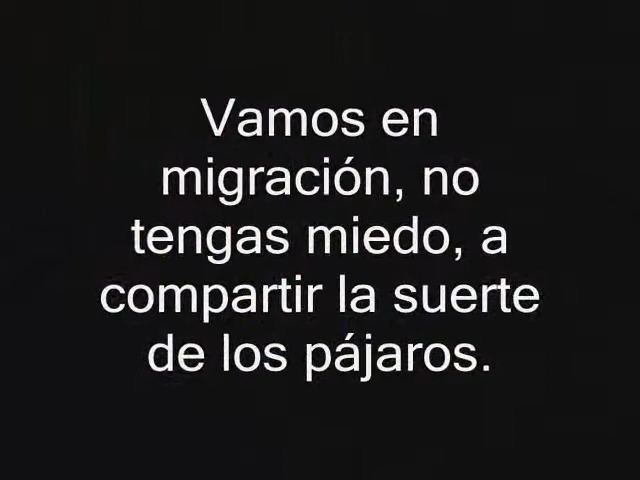 Vamos en
migración, no
tengas miedo, a
compartir la suerte
de los pájaros.